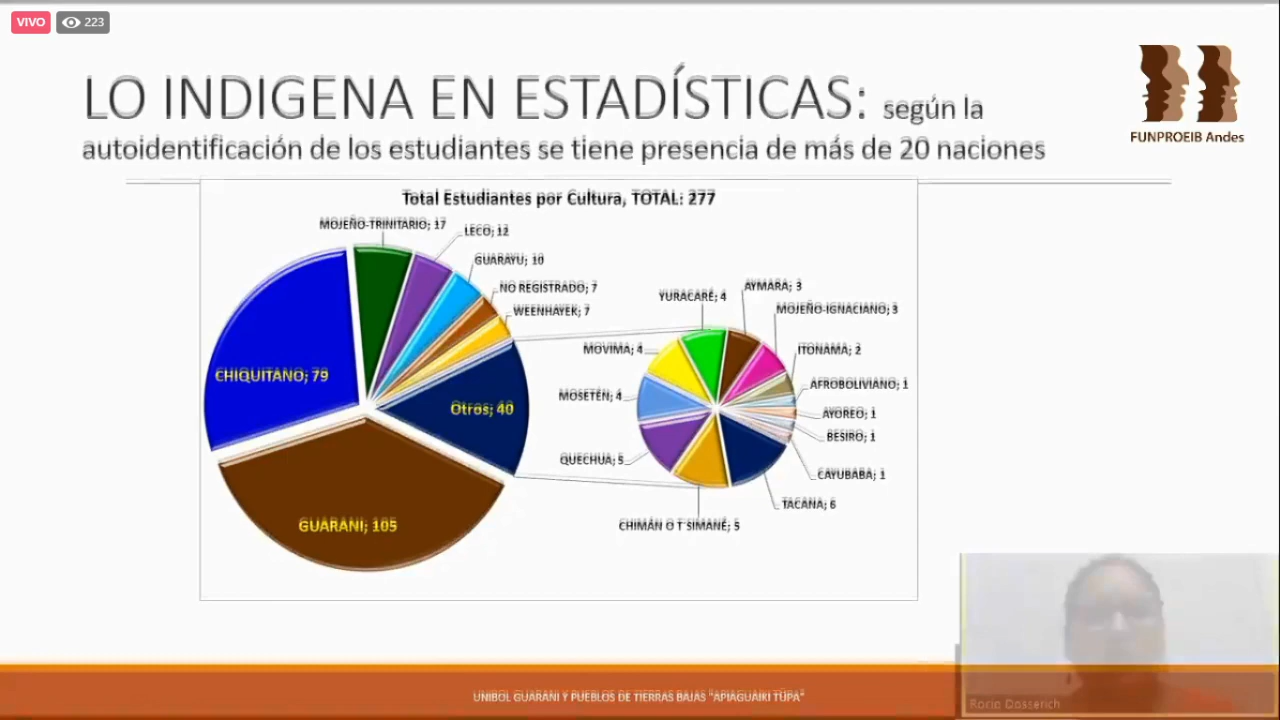 VIVO 223
FUNPROEIB Andes
LO INDIGENA EN ESTADÍSTICAS: según la
autoidentificación de los estudiantes se tiene presencia de más de 20 naciones
Total Estudiantes por Cultura, TOTAL: 277
MOJEÑO-TRINITARIO; 17
LECO; 12
GUARAYU; 10
NO REGISTRADO; 7
WEENHAYEK; 7
CHIQUITANO; 79
Otros; 40
GUARANI; 105
YURACARÉ; 4
AYMARA; 3
MOJEÑO-IGNACIANO; 3
MOVIMA; 4
ITONAMA; 2
AFROBOLIVIANO; 1
MOSETÉN; 4
AYOREO; 1
BESIRO; 1
QUECHUA; 5
CAYUBABA; 1
TACANA; 6
CHIMÁN O T SIMANÉ; 5
UNIBOL GUARANI Y PUEBLOS DE TIERRAS BAJAS "APIAGUAIKI TÜPA"
Rocio Dosserich